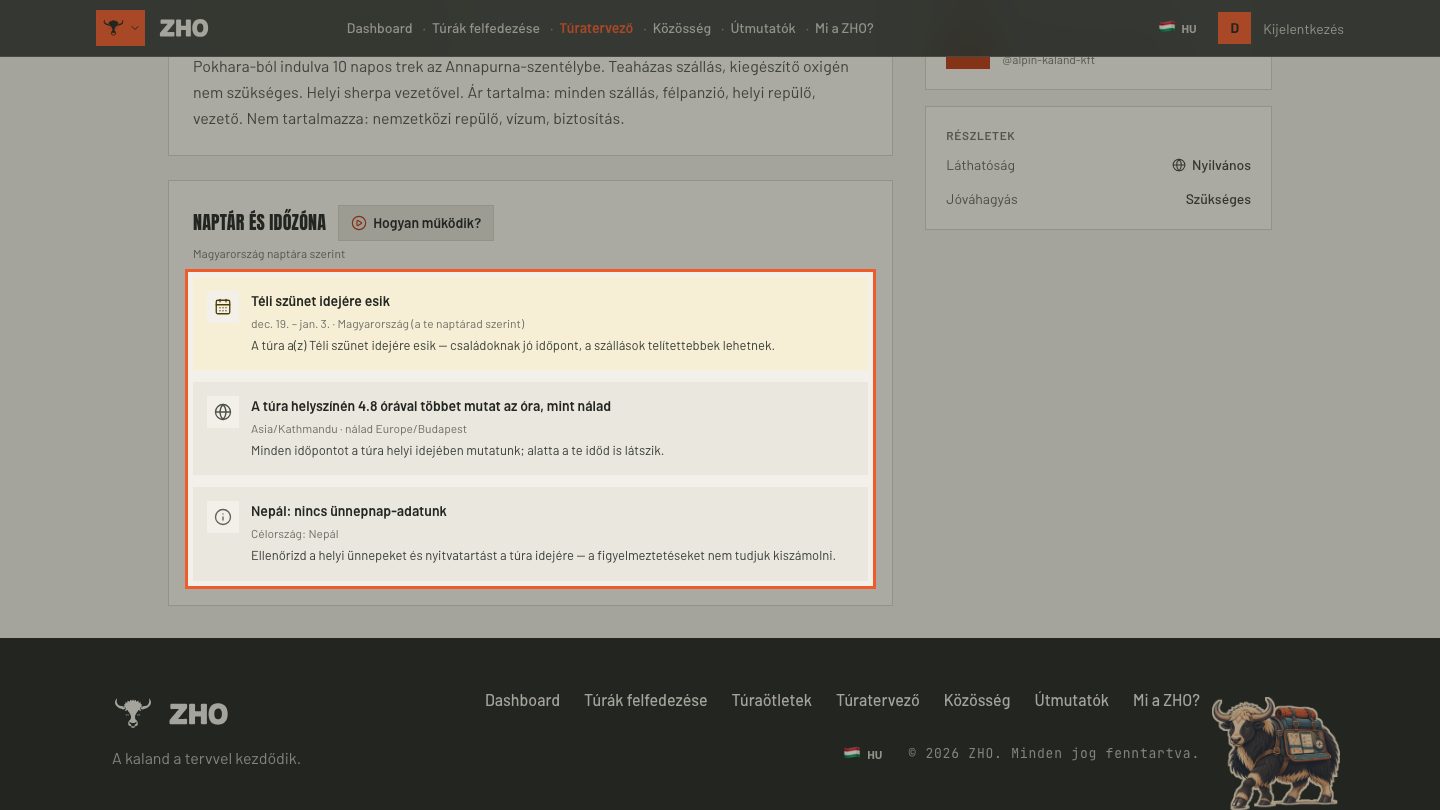 ZHO
Dashboard · Túrák felfedezése · Túratervező · Közösség · Útmutatók · Mi a ZHO?
HU
D
Kijelentkezés
Pokhara-ból indulva 10 napos trek az Annapurna-szentélybe. Teaházas szállás, kiegészítő oxigén
nem szükséges. Helyi sherpa vezetővel. Ár tartalma: minden szállás, félpanzió, helyi repülő,
vezető. Nem tartalmazza: nemzetközi repülő, vízum, biztosítás.
@alpin-kaland-kft
RÉSZLETEK
Láthatóság Nyilvános
Jóváhagyás Szükséges
NAPTÁR ÉS IDŐZÓNA
Hogyan működik?
Magyarország naptára szerint
Téli szünet idejére esik
dec. 19. – jan. 3. · Magyarország (a te naptárad szerint)
A túra a(z) Téli szünet idejére esik — családoknak jó időpont, a szállások telítettebbek lehetnek.
A túra helyszínén 4.8 órával többet mutat az óra, mint nálad
Asia/Kathmandu · nálad Europe/Budapest
Minden időpontot a túra helyi idejében mutatunk; alatta a te időd is látszik.
Nepál: nincs ünnepnap-adatunk
Célország: Nepál
Ellenőrizd a helyi ünnepeket és nyitvatartást a túra idejére — a figyelmeztetéseket nem tudjuk kiszámolni.
ZHO
A kaland a tervvel kezdődik.
Dashboard Túrák felfedezése Túraötletek Túratervező Közösség Útmutatók Mi a ZHO?
HU © 2026 ZHO. Minden jog fenntartva.